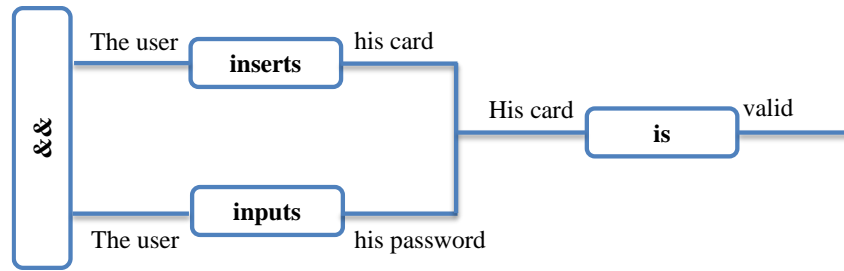 &&
The user inserts his card
The user inputs his password
His card is valid